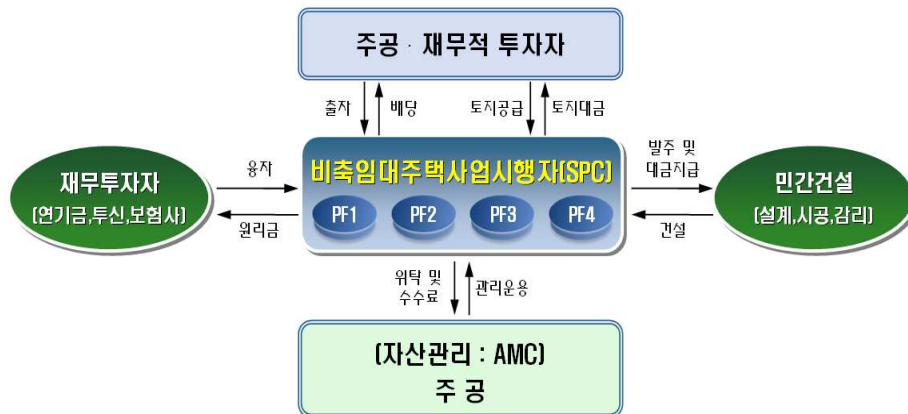 주공 · 재무적 투자자
출자
배당
토지공급
토지대금
비축임대주택사업시행자(SPC)
PF1
PF2
PF3
PF4
재무투자자
(연기금,투신,보험사)
융자
원리금
발주 및
대금지급
건설
민간건설
(설계,시공,감리)
위탁 및
수수료
관리운용
(자산관리 : AMC)
주 공